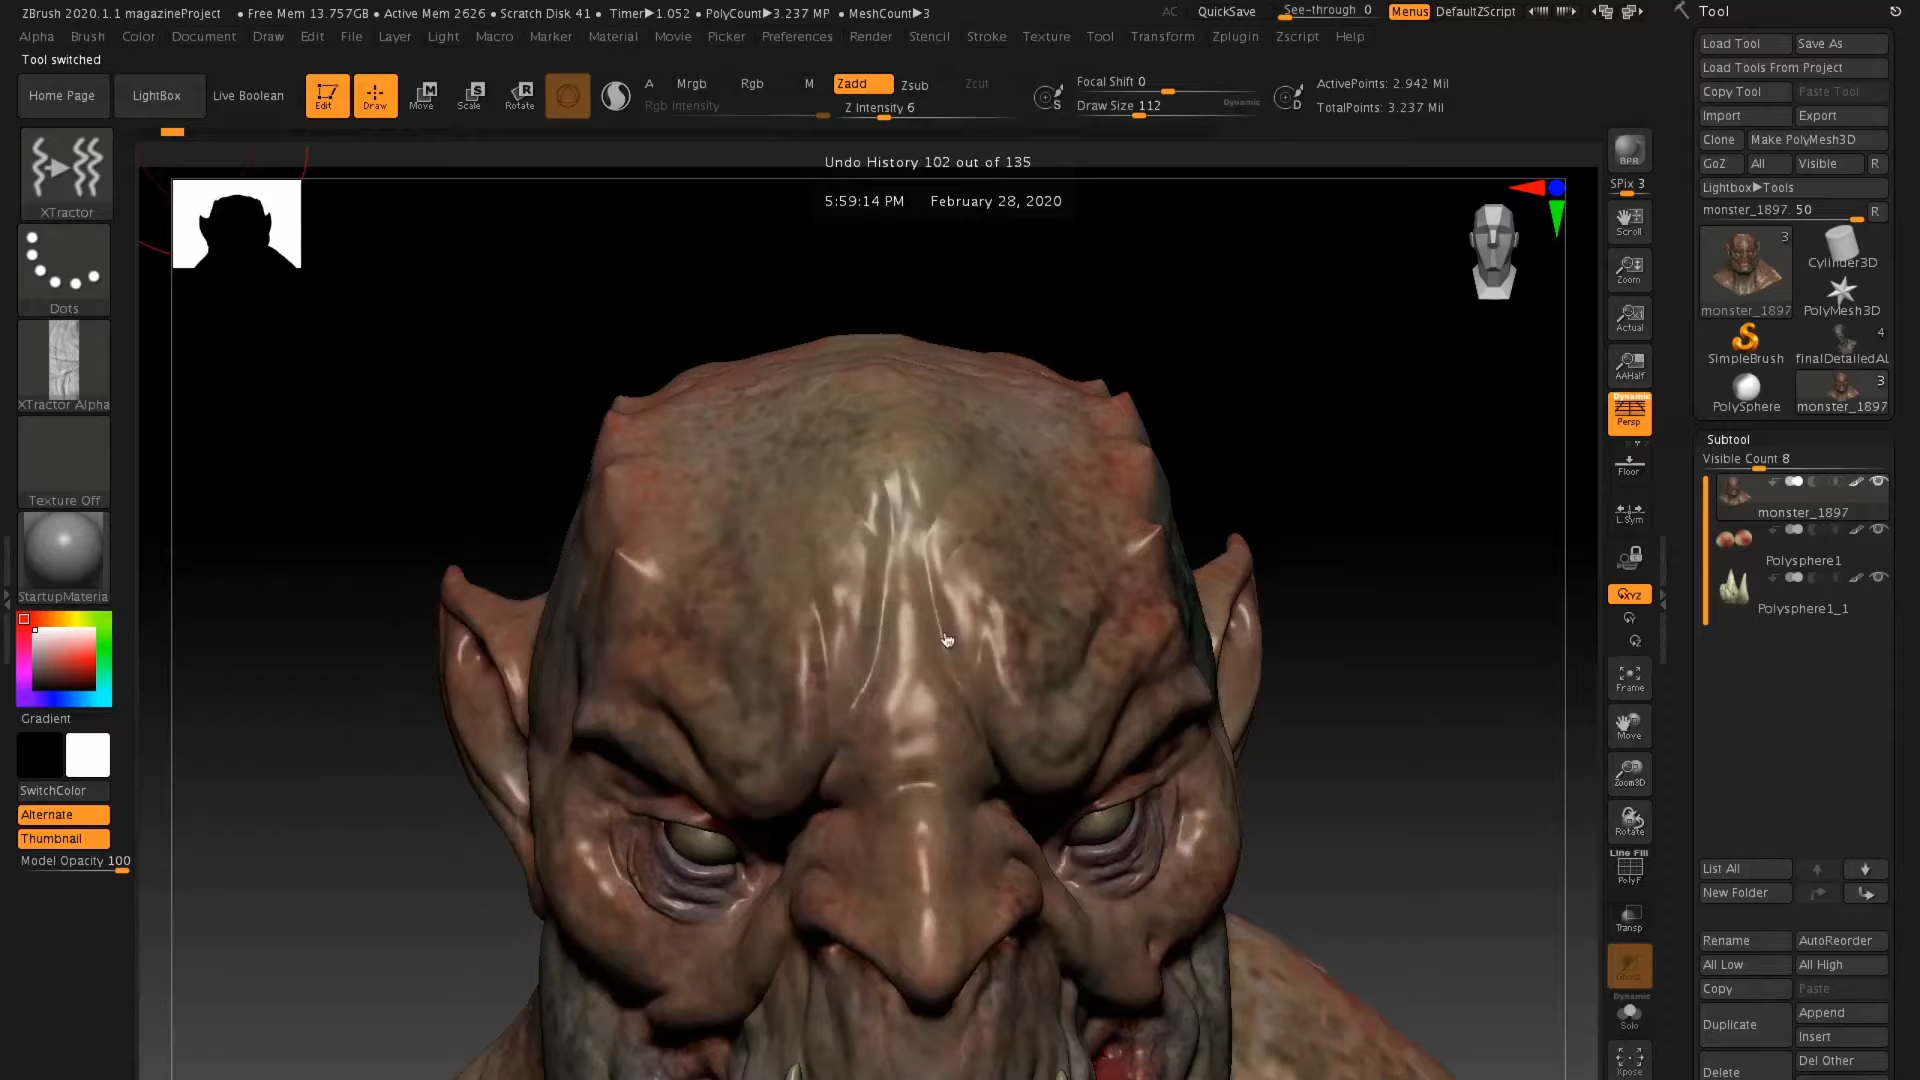 ZBrush 2020.1.1 magazineProject • Free Mem 13.757GB • Active Mem 2626 • Scratch Disk 41 • Timer▶1.052 • PolyCount▶3.237 MP • MeshCount▶3
AC QuickSave See-through 0 Menus DefaultZScript
Tool
Alpha Brush Color Document Draw Edit File Layer Light Macro Marker Material Movie Picker Preferences Render Stencil Stroke Texture Tool Transform Zplugin Zscript Help
Tool switched
Home Page LightBox Live Boolean
Edit Draw Move Scale Rotate
A Mrgb Rgb M Zadd Zsub Zcut
Rgb Intensity Z Intensity 6
S Focal Shift 0
Draw Size 112 Dynamic
D ActivePoints: 2.942 Mil
TotalPoints: 3.237 Mil
Undo History 102 out of 135
5:59:14 PM February 28, 2020
XTractor
Dots
XTractor Alpha
Texture Off
StartupMateria
Gradient
SwitchColor
Alternate
Thumbnail
Model Opacity 100
BPR
SPix 3
Scroll
Zoom
Actual
AAHalf
Dynamic
Persp
Floor
L.Sym
XYZ
Frame
Move
Zoom3D
Rotate
Line Fill
PolyF
Transp
Ghost
Dynamic
Solo
Xpose
Load Tool Save As
Load Tools From Project
Copy Tool Paste Tool
Import Export
Clone Make PolyMesh3D
GoZ All Visible R
Lightbox▶Tools
monster_1897. 50 R
3
monster_1897 Cylinder3D
PolyMesh3D
SimpleBrush 4 finalDetailedAL
PolySphere 3 monster_1897
Subtool
Visible Count 8
monster_1897
Polysphere1
Polysphere1_1
List All
New Folder
Rename AutoReorder
All Low All High
Copy Paste
Duplicate Append
Insert
Delete Del Other